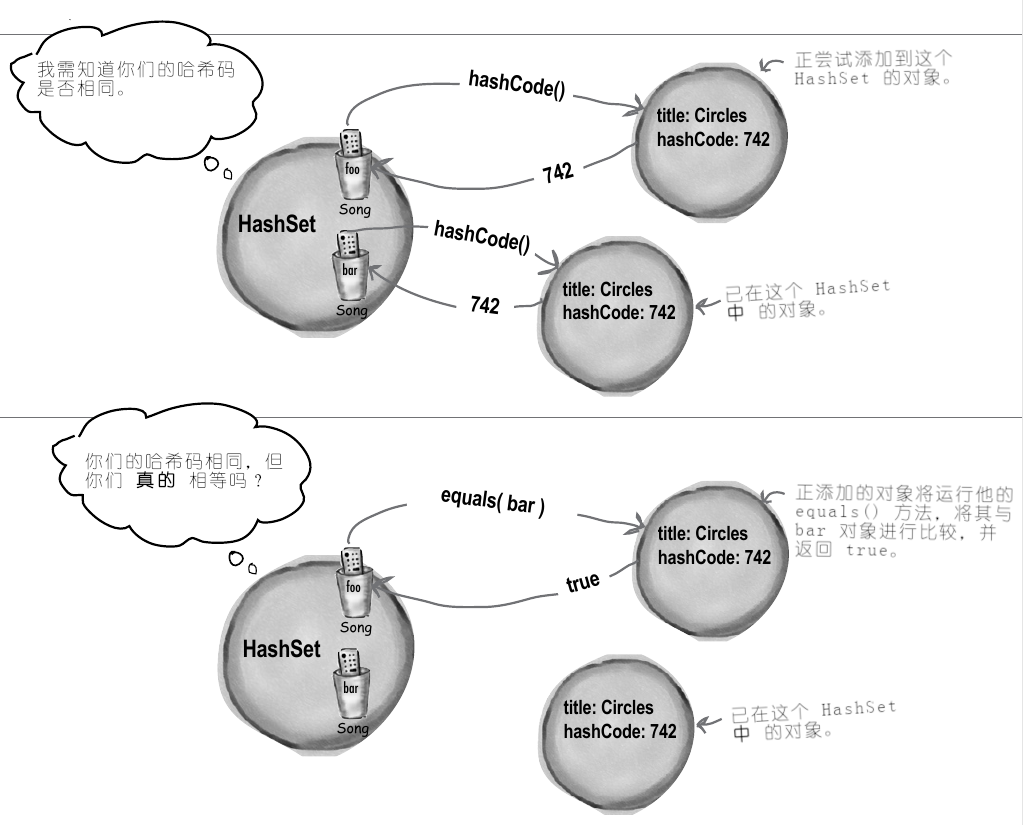 我需知道你们的哈希码
是否相同。
hashCode()
正尝试添加到这个
HashSet 的对象。
title: Circles
hashCode: 742
742
foo
Song
HashSet
hashCode()
bar
Song
742
title: Circles
hashCode: 742
已在这个 HashSet
中 的对象。
你们的哈希码相同，但
你们 真的 相等吗？
equals( bar )
正添加的对象将运行他的
equals() 方法，将其与
bar 对象进行比较，并
返回 true。
title: Circles
hashCode: 742
true
foo
Song
HashSet
bar
Song
title: Circles
hashCode: 742
已在这个 HashSet
中 的对象。